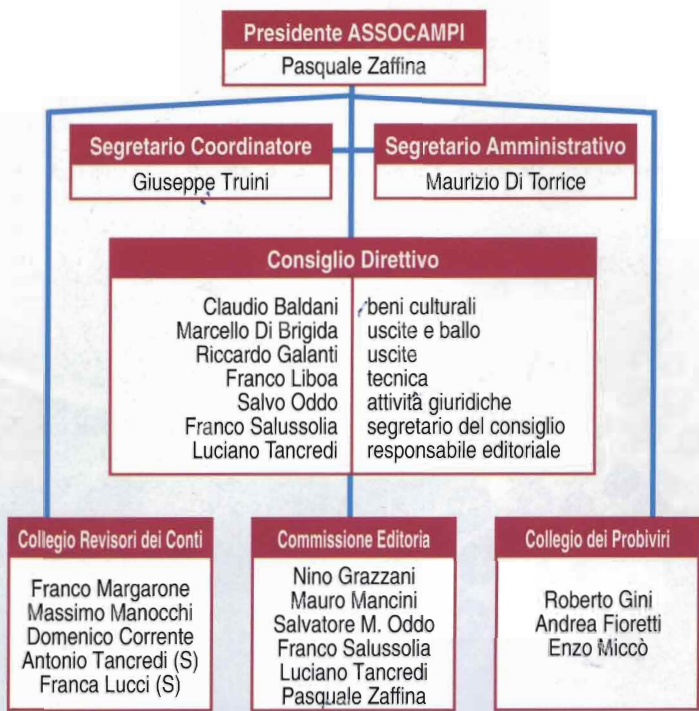 Presidente ASSOCAMPI
Pasquale Zaffina
Segretario Coordinatore
Giuseppe Truini
Segretario Amministrativo
Maurizio Di Torrice
Consiglio Direttivo
Claudio Baldani beni culturali
Marcello Di Brigida uscite e ballo
Riccardo Galanti uscite
Franco Liboa tecnica
Salvo Oddo attività giuridiche
Franco Salussolia segretario del consiglio
Luciano Tancredi responsabile editoriale
Collegio Revisori dei Conti
Franco Margarone
Massimo Manocchi
Domenico Corrente
Antonio Tancredi (S)
Franca Lucci (S)
Commissione Editoria
Nino Grazzani
Mauro Mancini
Salvatore M. Oddo
Franco Salussolia
Luciano Tancredi
Pasquale Zaffina
Collegio dei Probiviri
Roberto Gini
Andrea Fioretti
Enzo Miccò